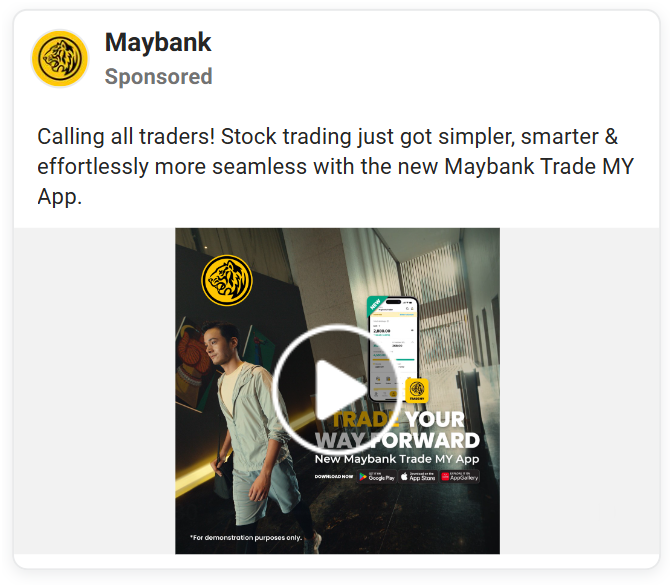 Maybank
Sponsored
Calling all traders! Stock trading just got simpler, smarter &
effortlessly more seamless with the new Maybank Trade MY
App.
NEW
2,800.00
TRADE YOUR
WAY FORWARD
New Maybank Trade MY App
DOWNLOAD NOW
GET IT ON
Google Play
Download on the
App Store
EXPLORE IT ON
AppGallery
*For demonstration purposes only.